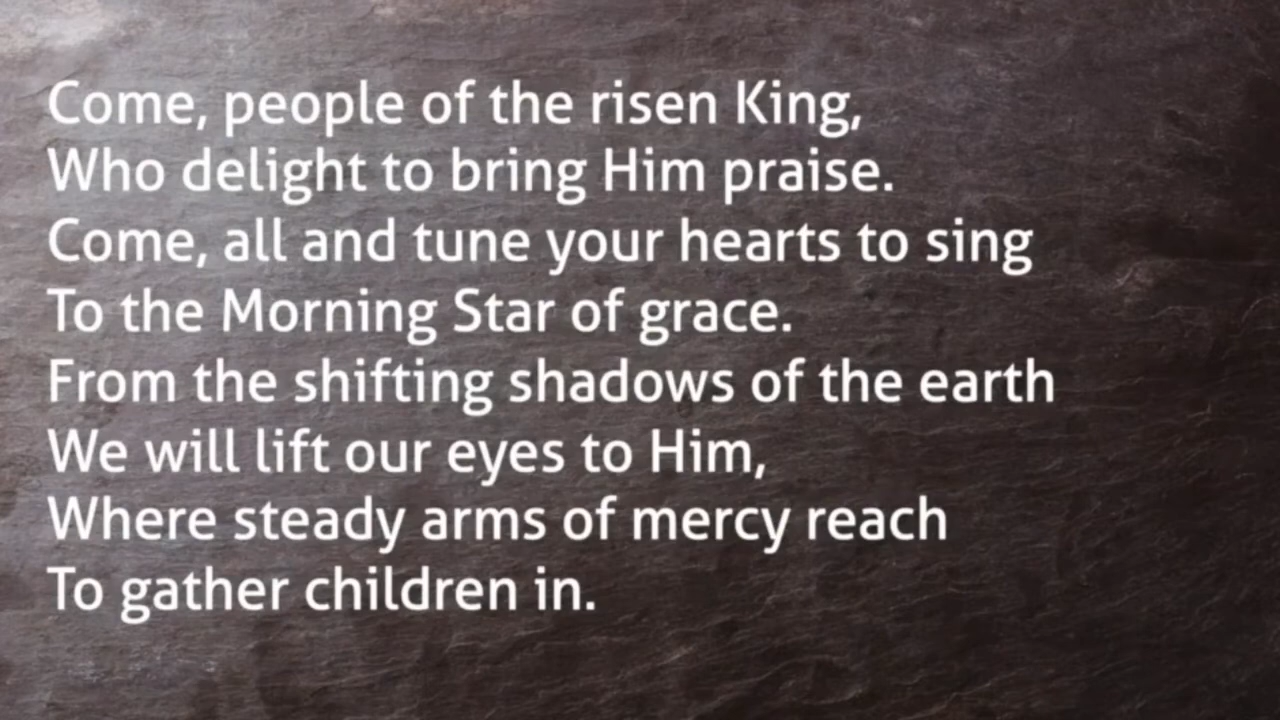 Come, people of the risen King,
Who delight to bring Him praise.
Come, all and tune your hearts to sing
To the Morning Star of grace.
From the shifting shadows of the earth
We will lift our eyes to Him,
Where steady arms of mercy reach
To gather children in.